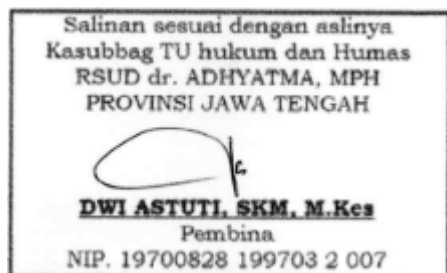 Salinan sesuai dengan aslinya
Kasubbag TU hukum dan Humas
RSUD dr. ADHYATMA, MPH
PROVINSI JAWA TENGAH
DWI ASTUTI, SKM, M.Kes
Pembina
NIP. 19700828 199703 2 007